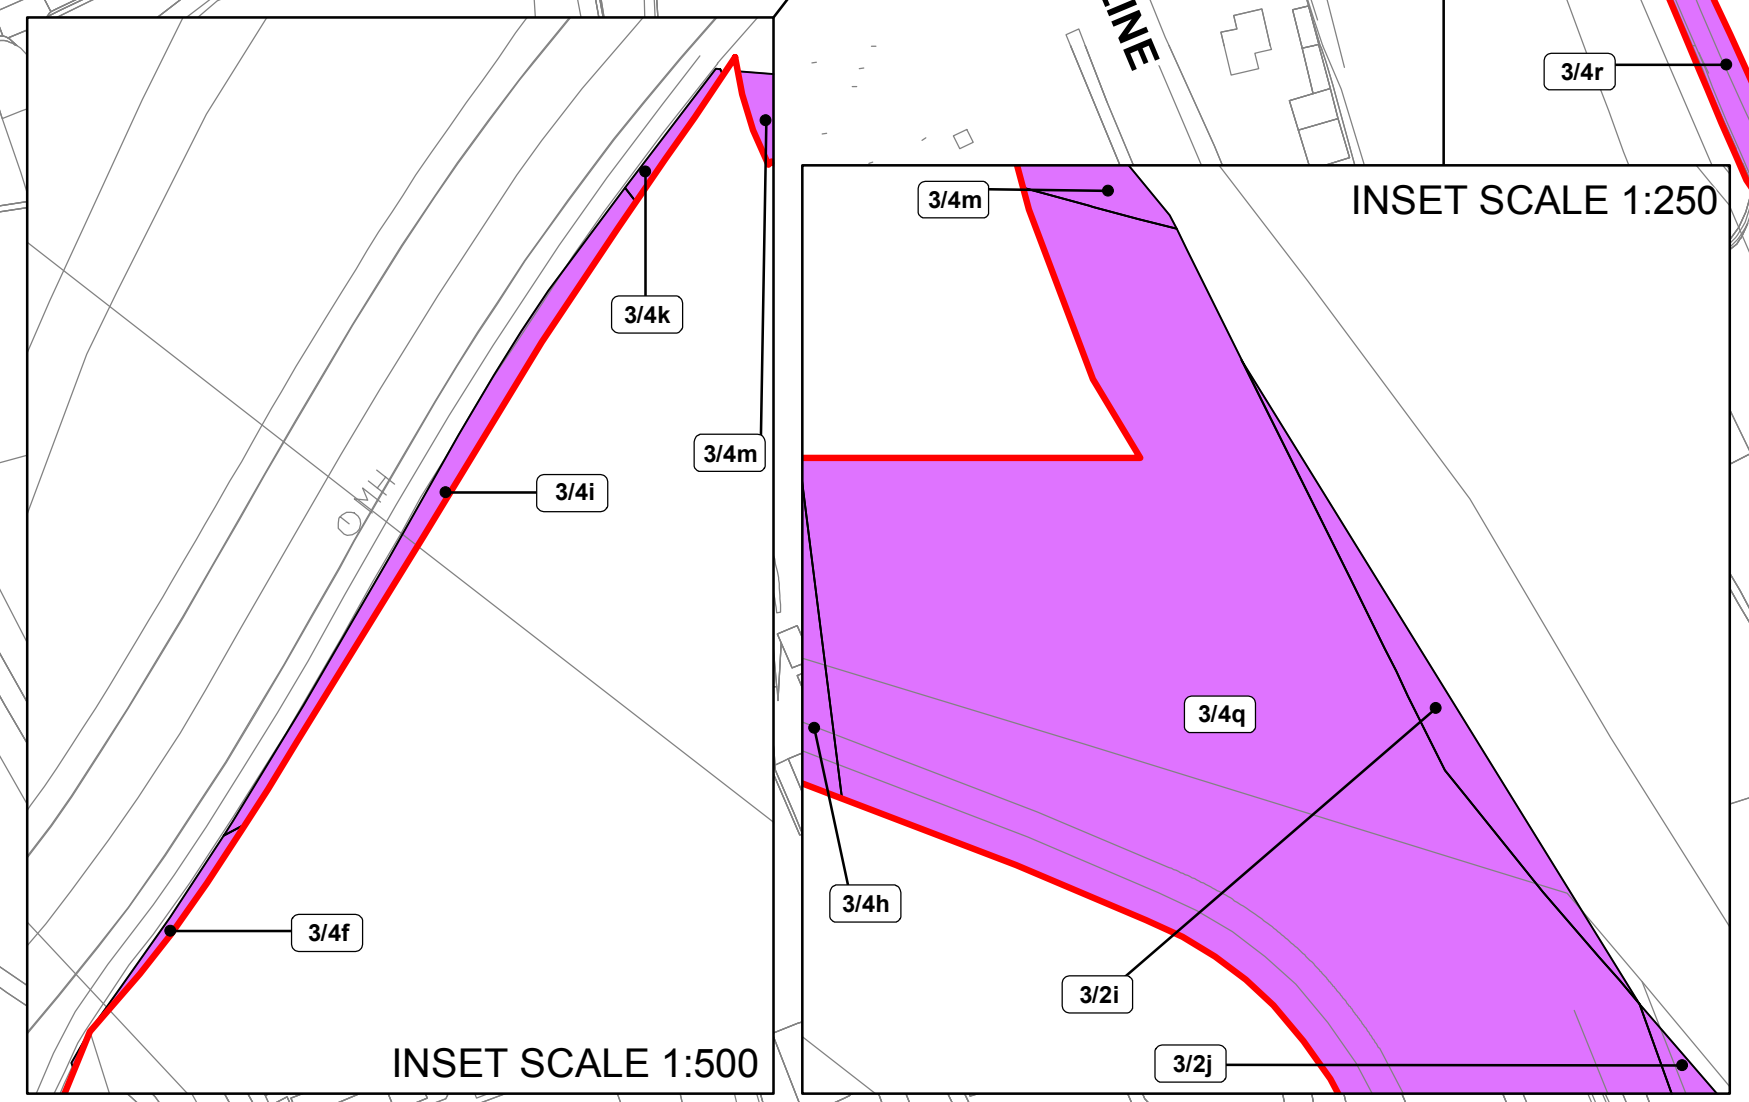 LINE
3/4r
3/4m
INSET SCALE 1:250
3/4k
3/4m
3/4i
MH
3/4q
3/4h
3/4f
3/2i
INSET SCALE 1:500
3/2j